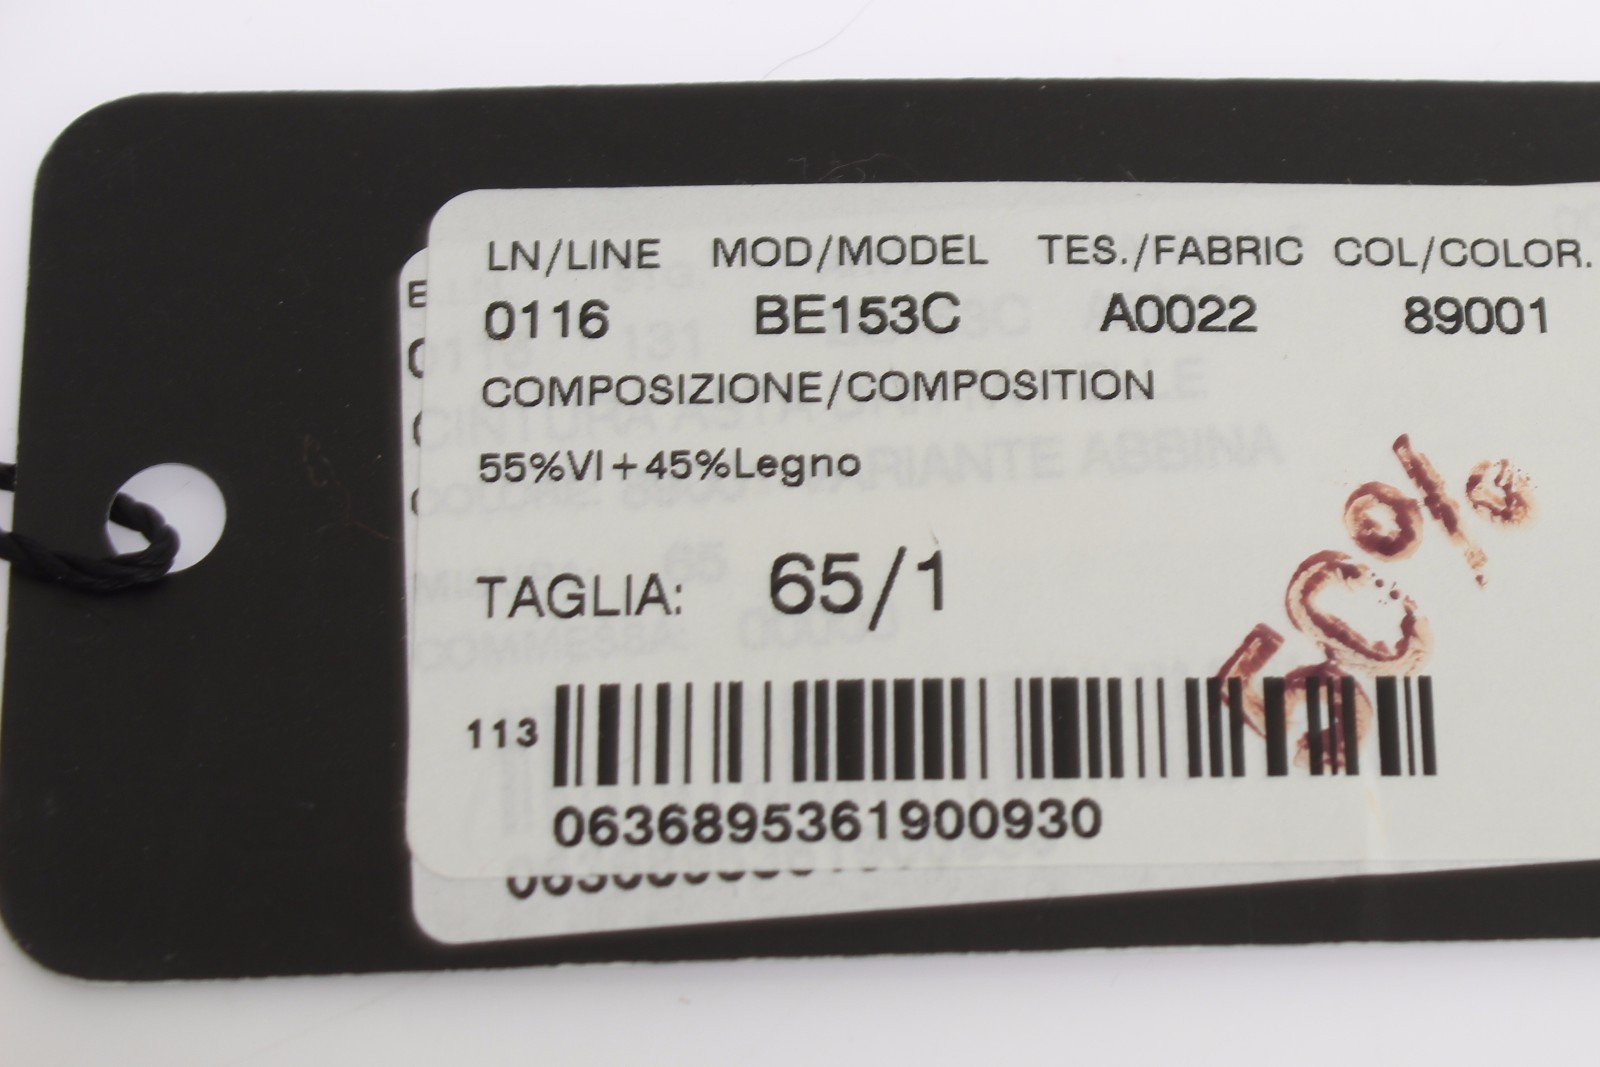 LN/LINE MOD/MODEL TES./FABRIC COL/COLOR.
0116 BE153C A0022 89001
COMPOSIZIONE/COMPOSITION
55%VI+45%Legno
TAGLIA: 65/1
50%
113
0636895361900930